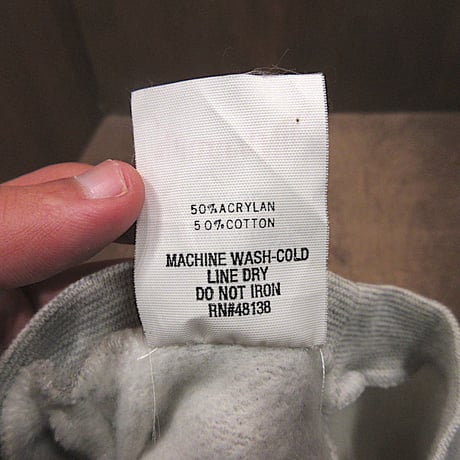 50%ACRYLAN
50%COTTON
MACHINE WASH-COLD
LINE DRY
DO NOT IRON
RN#48138